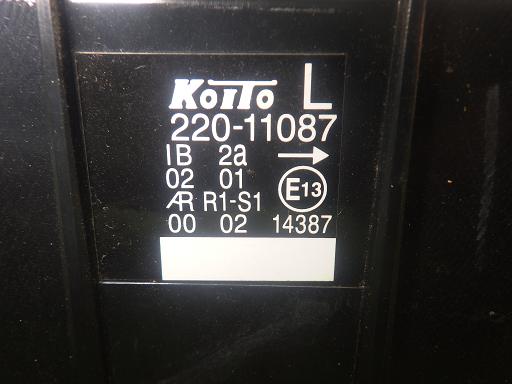 KOITO L
220-11087
IB 2a →
02 01
AR R1-S1 E13
00 02 14387